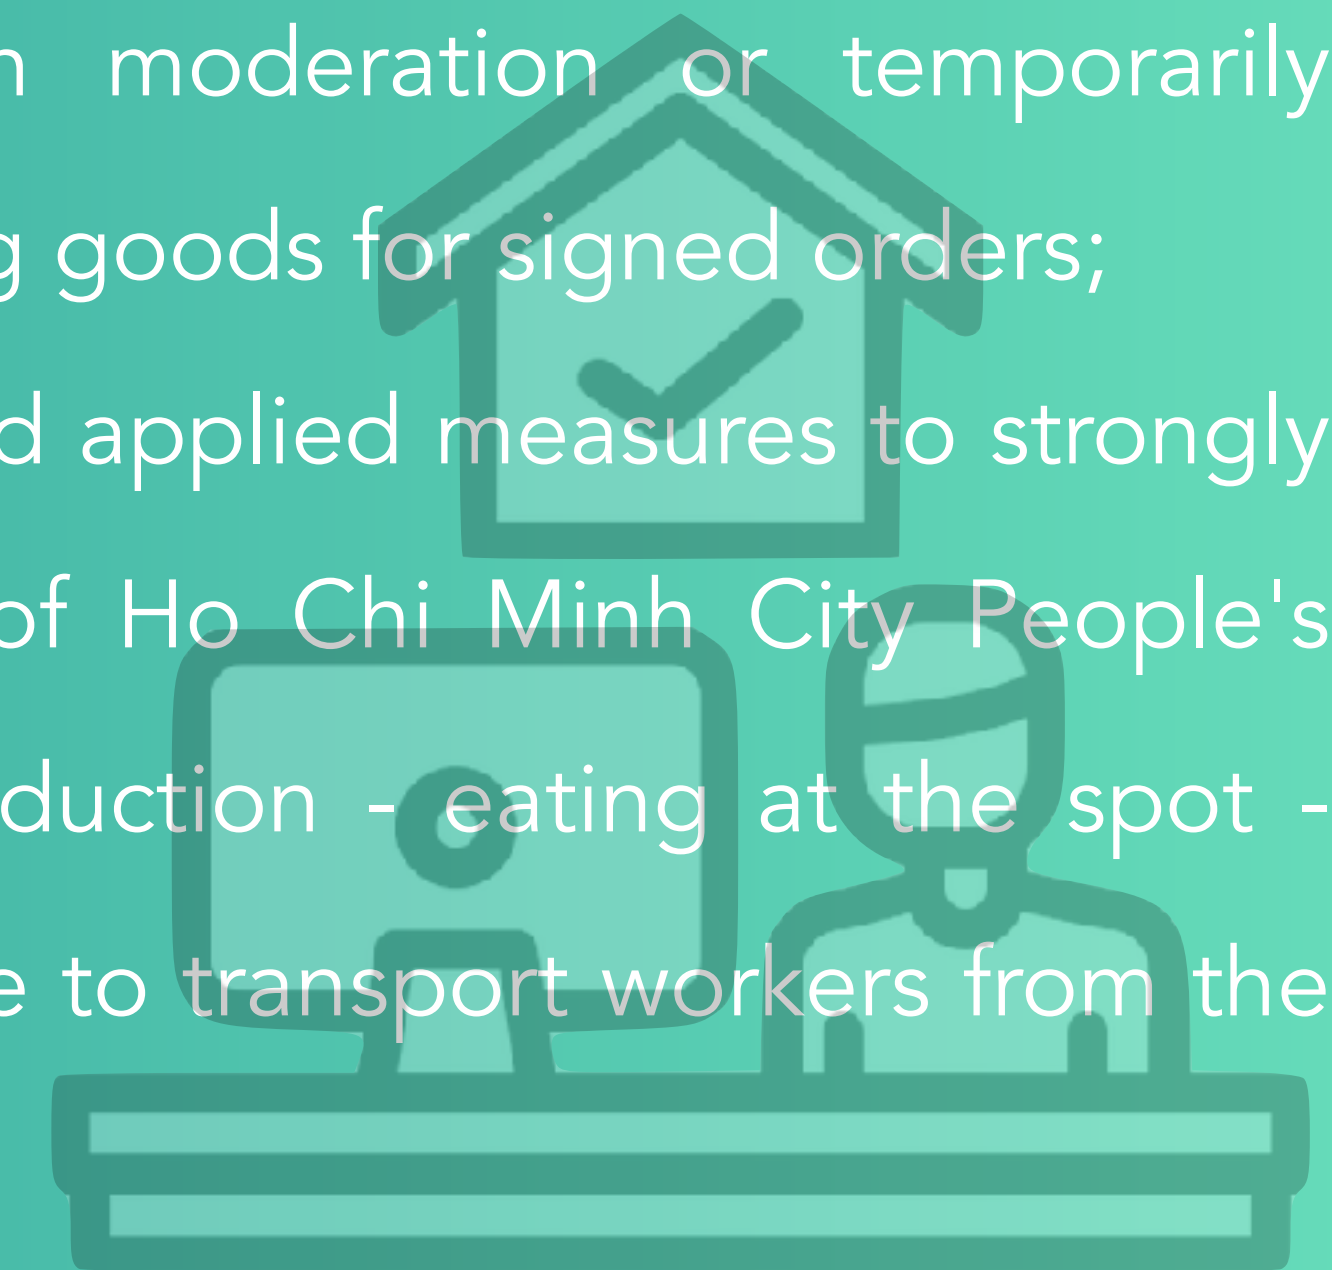 n moderation or temporarily
g goods for signed orders;
d applied measures to strongly
of Ho Chi Minh City People's
duction - eating at the spot -
e to transport workers from the